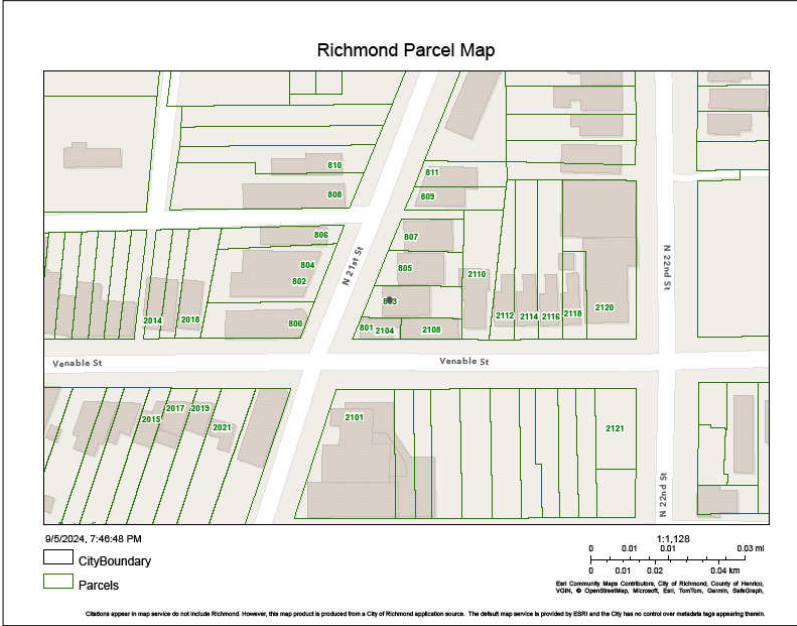 Richmond Parcel Map
810
811
808
809
806
807
804
805
802
2110
803
800
801
2104
2108
2014
2018
2112
2114
2116
2118
2120
N 21st St
N 22nd St
Venable St
Venable St
2017
2019
2015
2021
2101
2121
N 22nd St
9/5/2024, 7:46:48 PM
CityBoundary
Parcels
1:1,128
0 0.01 0.01 0.03 mi
0 0.01 0.02 0.04 km
Esri Community Maps Contributors, City of Richmond, County of Henrico,
VGIN, © OpenStreetMap, Microsoft, Esri, TomTom, Garmin, SafeGraph,
Citations appear in map service do not include Richmond. However, this map product is produced from a City of Richmond application source. The default map service is provided by ESRI and the City has no control over metadata tags appearing therein.